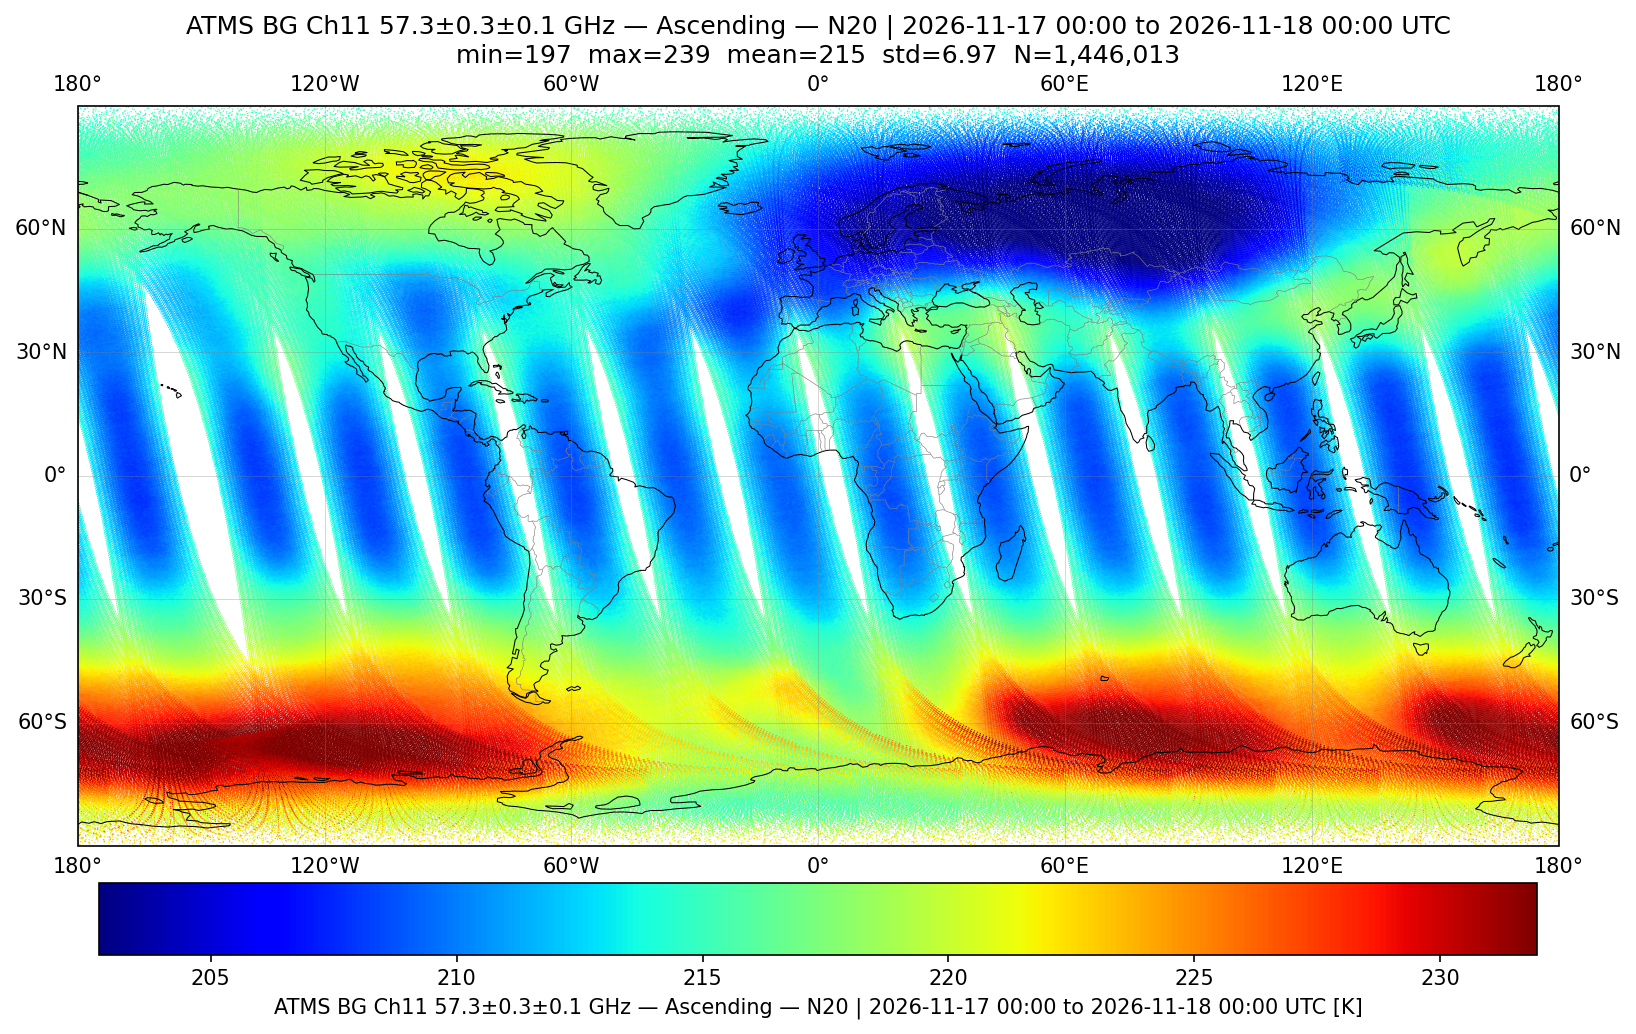 ATMS BG Ch11 57.3±0.3±0.1 GHz — Ascending — N20 | 2026-11-17 00:00 to 2026-11-18 00:00 UTC
min=197 max=239 mean=215 std=6.97 N=1,446,013
180° 120°W 60°W 0° 60°E 120°E 180°
60°N 60°N
30°N 30°N
0° 0°
30°S 30°S
60°S 60°S
180° 120°W 60°W 0° 60°E 120°E 180°
205 210 215 220 225 230
ATMS BG Ch11 57.3±0.3±0.1 GHz — Ascending — N20 | 2026-11-17 00:00 to 2026-11-18 00:00 UTC [K]